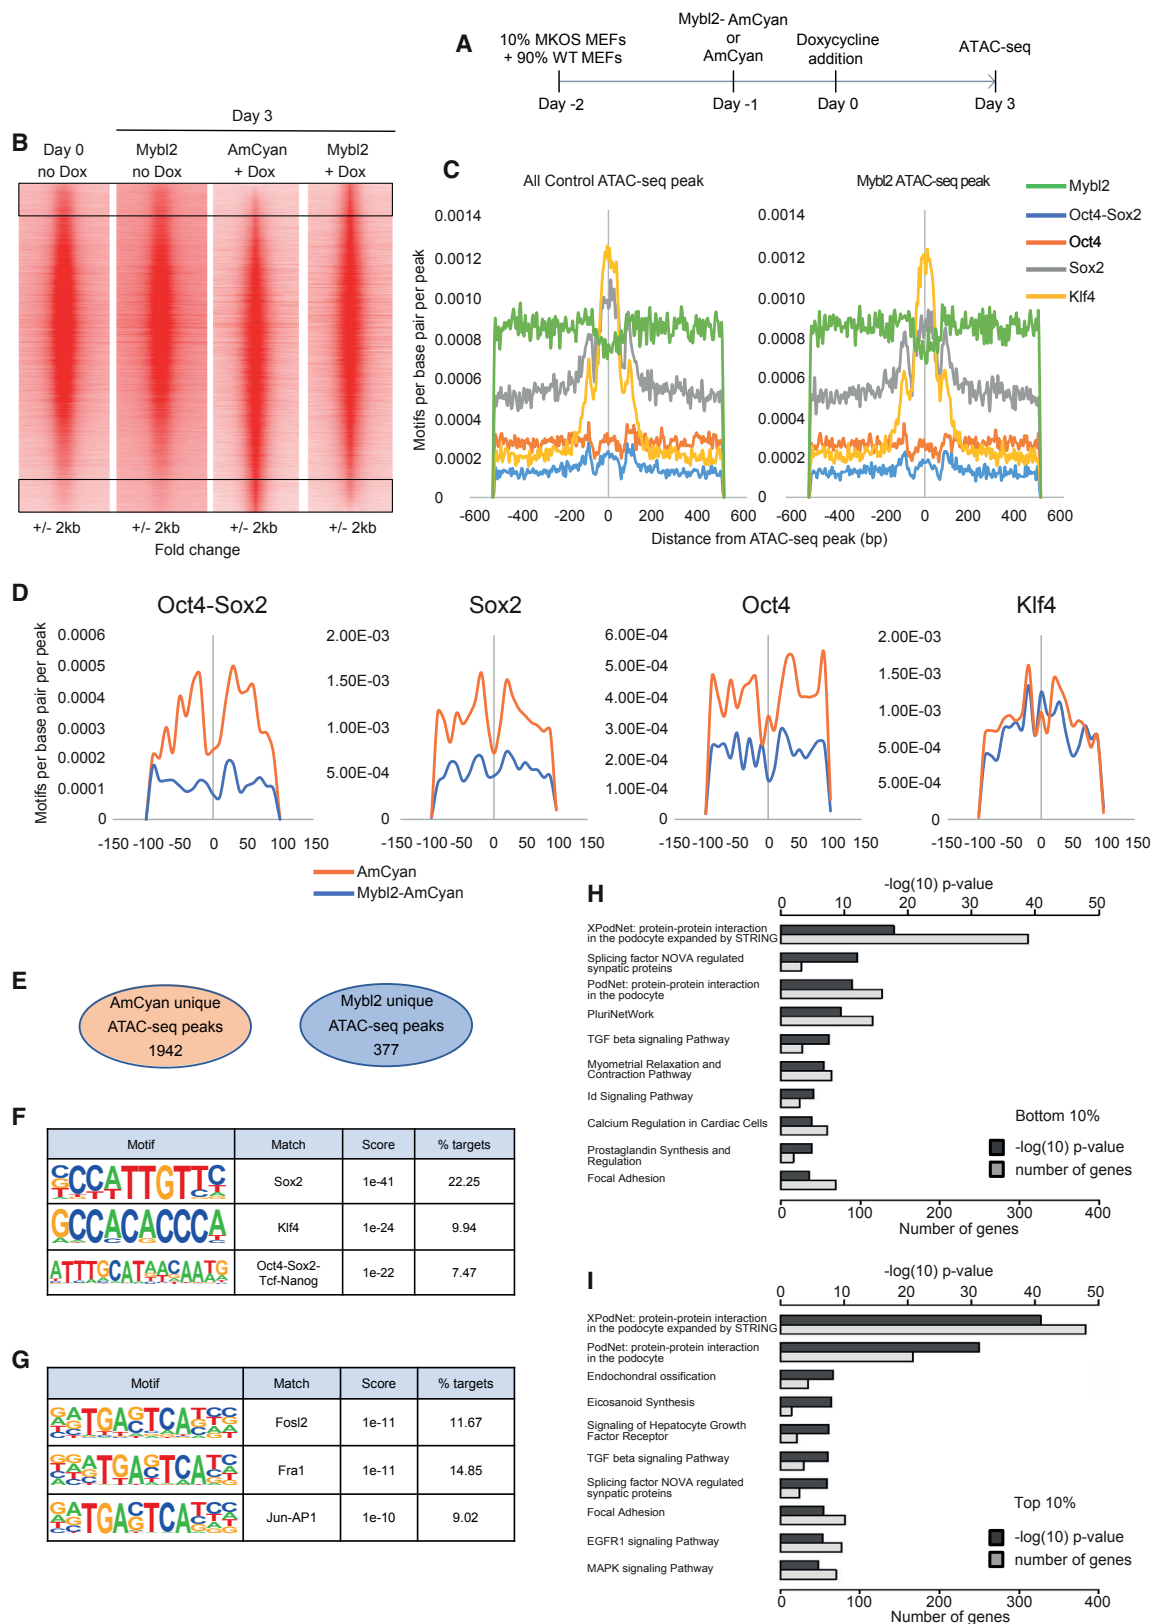 A
10% MKOS MEFs
+ 90% WT MEFs
Mybl2-AmCyan
or
AmCyan
Doxycycline
addition
ATAC-seq
Day -2
Day -1
Day 0
Day 3
B
Day 3
Day 0
no Dox
Mybl2
no Dox
AmCyan
+ Dox
Mybl2
+ Dox
+/- 2kb
+/- 2kb
+/- 2kb
+/- 2kb
Fold change
C
All Control ATAC-seq peak
Mybl2 ATAC-seq peak
Mybl2
Oct4-Sox2
Oct4
Sox2
Klf4
Motifs per base pair per peak
0.0014
0.0012
0.0010
0.0008
0.0006
0.0004
0.0002
0
-600 -400 -200 0 200 400 600
0.0014
0.0012
0.0010
0.0008
0.0006
0.0004
0.0002
0
-600 -400 -200 0 200 400 600
Distance from ATAC-seq peak (bp)
D
Motifs per base pair per peak
Oct4-Sox2
0.0006
0.0005
0.0004
0.0003
0.0002
0.0001
0
-150 -100 -50 0 50 100 150
Sox2
2.00E-03
1.50E-03
1.00E-03
5.00E-04
0
-150 -100 -50 0 50 100 150
Oct4
6.00E-04
5.00E-04
4.00E-04
3.00E-04
2.00E-04
1.00E-04
0
-150 -100 -50 0 50 100 150
Klf4
2.00E-03
1.50E-03
1.00E-03
5.00E-04
5.00E-04
0
-150 -100 -50 0 50 100 150
AmCyan
Mybl2-AmCyan
E
AmCyan unique
ATAC-seq peaks
1942
Mybl2 unique
ATAC-seq peaks
377
F
Motif Match Score % targets
Sox2 1e-41 22.25
Klf4 1e-24 9.94
Oct4-Sox2-
Tcf-Nanog 1e-22 7.47
G
Motif Match Score % targets
Fosl2 1e-11 11.67
Fra1 1e-11 14.85
Jun-AP1 1e-10 9.02
H
-log(10) p-value
0 10 20 30 40 50
XPodNet: protein-protein interaction
in the podocyte expanded by STRING
Splicing factor NOVA regulated
synpatic proteins
PodNet: protein-protein interaction
in the podocyte
PluriNetWork
TGF beta signaling Pathway
Myometrial Relaxation and
Contraction Pathway
Id Signaling Pathway
Calcium Regulation in Cardiac Cells
Prostaglandin Synthesis and
Regulation
Focal Adhesion
Bottom 10%
-log(10) p-value
number of genes
0 100 200 300 400
Number of genes
I
-log(10) p-value
0 10 20 30 40 50
XPodNet: protein-protein interaction
in the podocyte expanded by STRING
PodNet: protein-protein interaction
in the podocyte
Endochondral ossification
Eicosanoid Synthesis
Signaling of Hepatocyte Growth
Factor Receptor
TGF beta signaling Pathway
Splicing factor NOVA regulated
synpatic proteins
Focal Adhesion
EGFR1 signaling Pathway
MAPK signaling Pathway
Top 10%
-log(10) p-value
number of genes
0 100 200 300 400
Number of genes